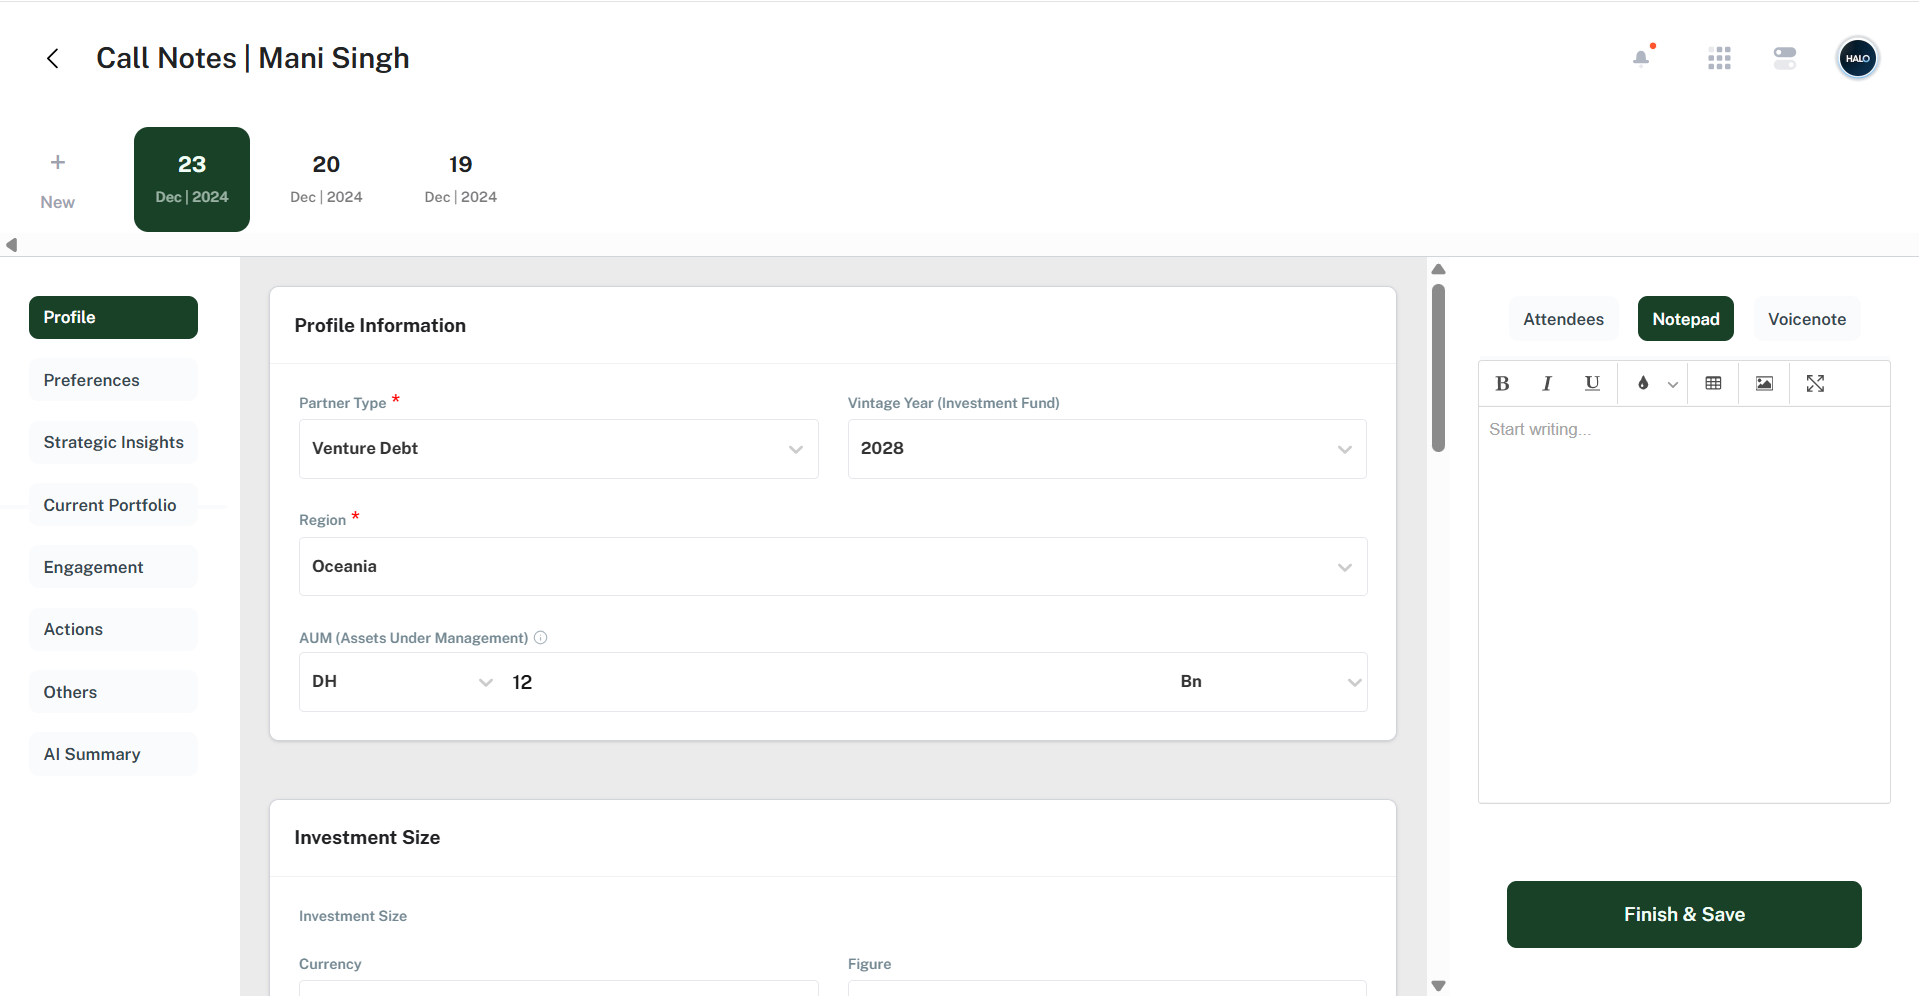 Call Notes | Mani Singh
HALO
+
New
23
Dec | 2024
20
Dec | 2024
19
Dec | 2024
Profile
Preferences
Strategic Insights
Current Portfolio
Engagement
Actions
Others
AI Summary
Profile Information
Partner Type *
Vintage Year (Investment Fund)
Venture Debt
2028
Region *
Oceania
AUM (Assets Under Management)
DH
12
Bn
Investment Size
Investment Size
Currency
Figure
Attendees
Notepad
Voicenote
B I U
Start writing...
Finish & Save